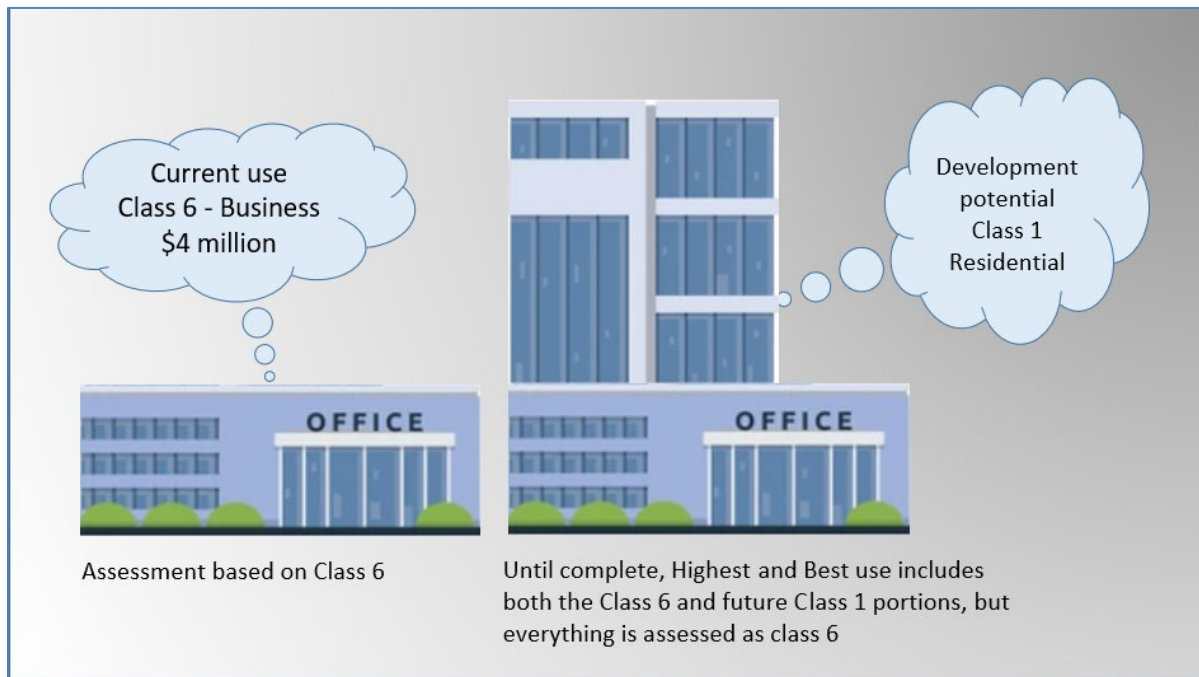 Current use
Class 6 - Business
$4 million
Development
potential
Class 1
Residential
OFFICE
OFFICE
Assessment based on Class 6
Until complete, Highest and Best use includes
both the Class 6 and future Class 1 portions, but
everything is assessed as class 6